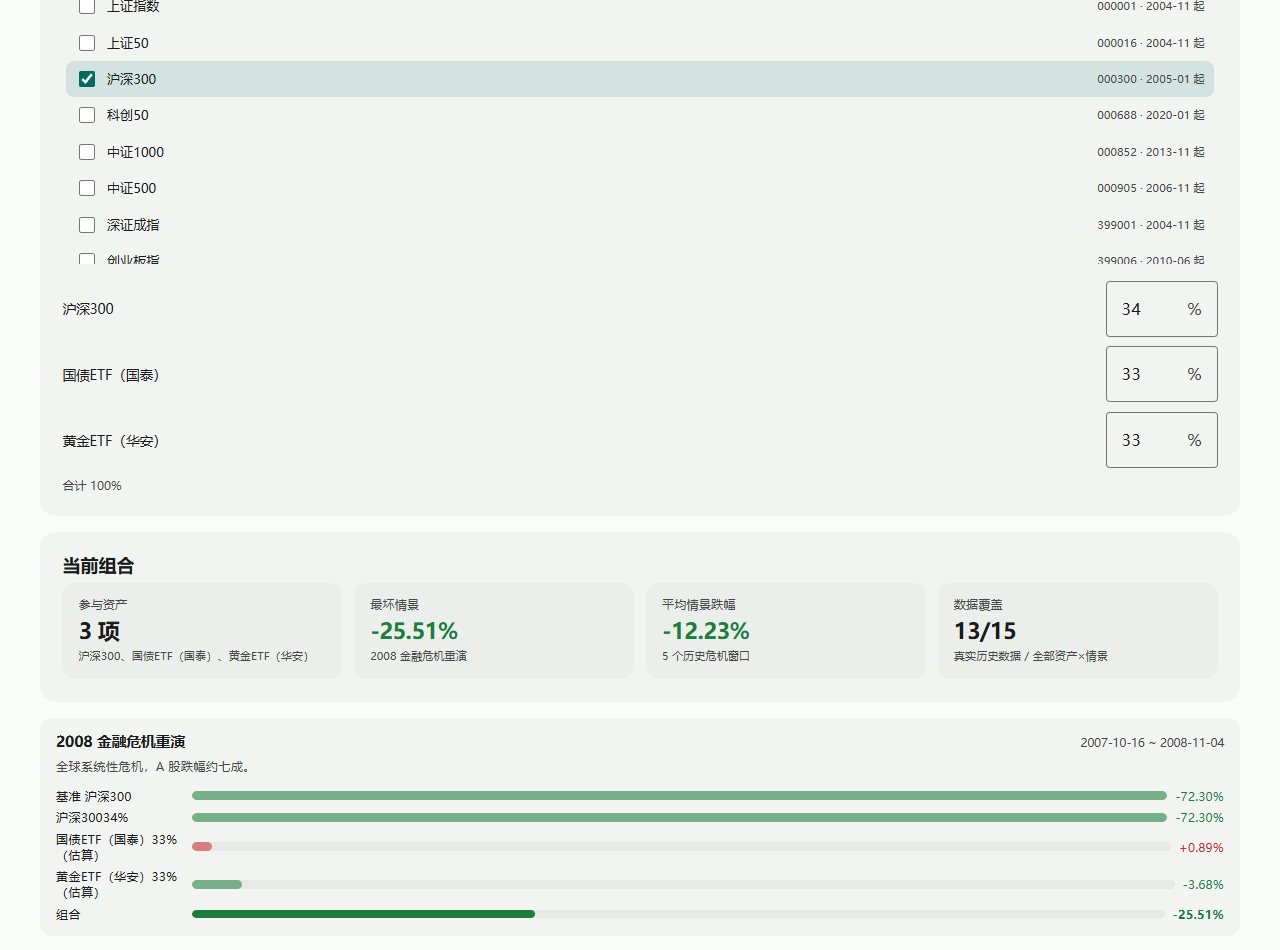 上证指数 000001 · 2004-11 起
上证50 000016 · 2004-11 起
沪深300 000300 · 2005-01 起
科创50 000688 · 2020-01 起
中证1000 000852 · 2013-11 起
中证500 000905 · 2006-11 起
深证成指 399001 · 2004-11 起
创业板指 399006 · 2010-06 起
沪深300 34 %
国债ETF（国泰） 33 %
黄金ETF（华安） 33 %
合计 100%
当前组合
参与资产
3 项
沪深300、国债ETF（国泰）、黄金ETF（华安）
最坏情景
-25.51%
2008 金融危机重演
平均情景跌幅
-12.23%
5 个历史危机窗口
数据覆盖
13/15
真实历史数据 / 全部资产×情景
2008 金融危机重演 2007-10-16 ~ 2008-11-04
全球系统性危机，A 股跌幅约七成。
基准 沪深300 -72.30%
沪深30034% -72.30%
国债ETF（国泰）33%
（估算） +0.89%
黄金ETF（华安）33%
（估算） -3.68%
组合 -25.51%